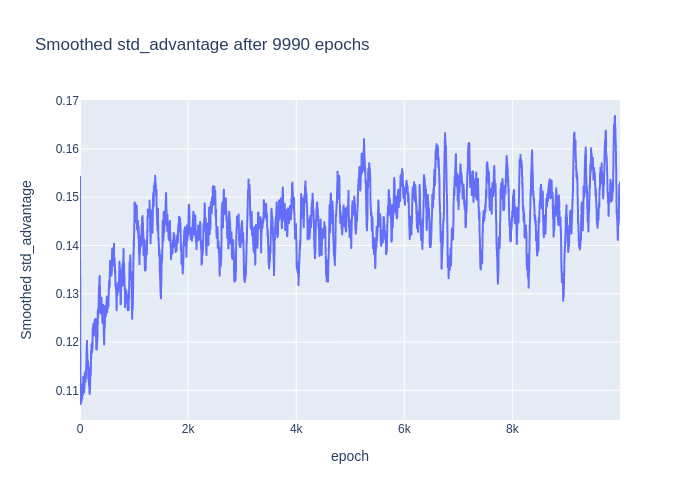 Smoothed std_advantage after 9990 epochs
0.17
0.16
0.15
0.14
0.13
0.12
0.11
Smoothed std_advantage
0 2k 4k 6k 8k
epoch